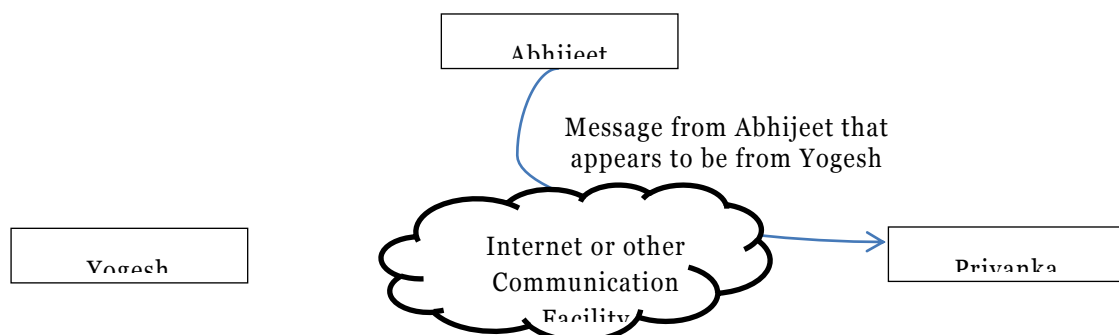 Abhijeet
Message from Abhijeet that
appears to be from Yogesh
Internet or other
Communication
Facility
Yogesh
Priyanka